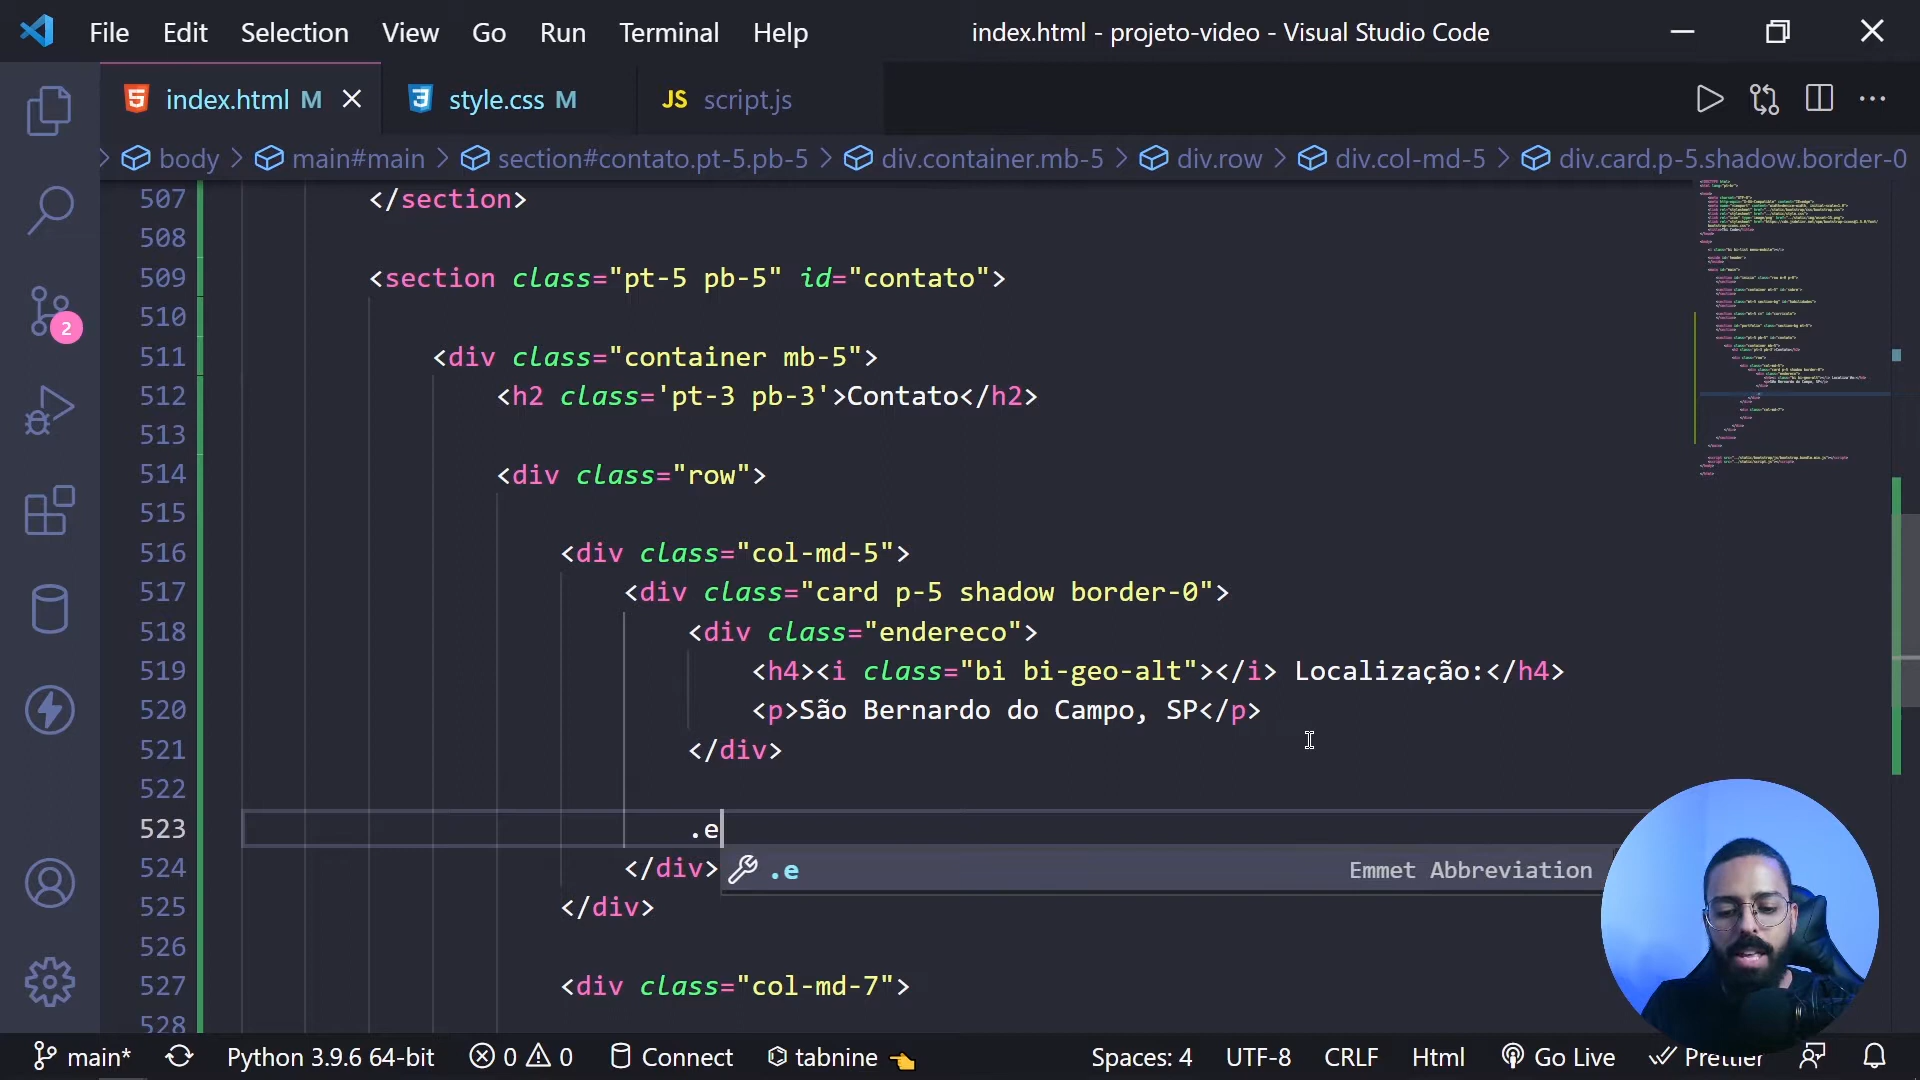 File Edit Selection View Go Run Terminal Help index.html - projeto-video - Visual Studio Code
index.html M style.css M JS script.js
body > main#main > section#contato.pt-5.pb-5 > div.container.mb-5 > div.row > div.col-md-5 > div.card.p-5.shadow.border-0
507 </section>
508
509 <section class="pt-5 pb-5" id="contato">
510
511 <div class="container mb-5">
512 <h2 class='pt-3 pb-3'>Contato</h2>
513
514 <div class="row">
515
516 <div class="col-md-5">
517 <div class="card p-5 shadow border-0">
518 <div class="endereco">
519 <h4><i class="bi bi-geo-alt"></i> Localização:</h4>
520 <p>São Bernardo do Campo, SP</p>
521 </div>
522
523 .e
524 </div>
.e Emmet Abbreviation
525 </div>
526
527 <div class="col-md-7">
528
2
main* Python 3.9.6 64-bit 0 0 Connect tabnine Spaces: 4 UTF-8 CRLF Html Go Live Prettier